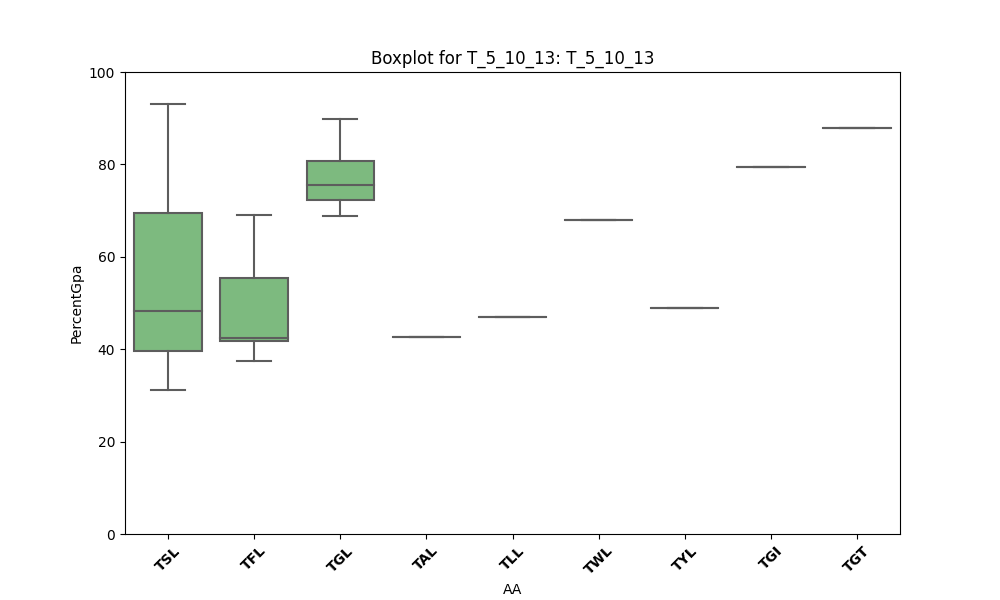 Boxplot for T_5_10_13: T_5_10_13
100
80
60
40
20
0
PercentGpa
TSL
TFL
TGL
TAL
TLL
TWL
TYL
TGI
TGT
AA